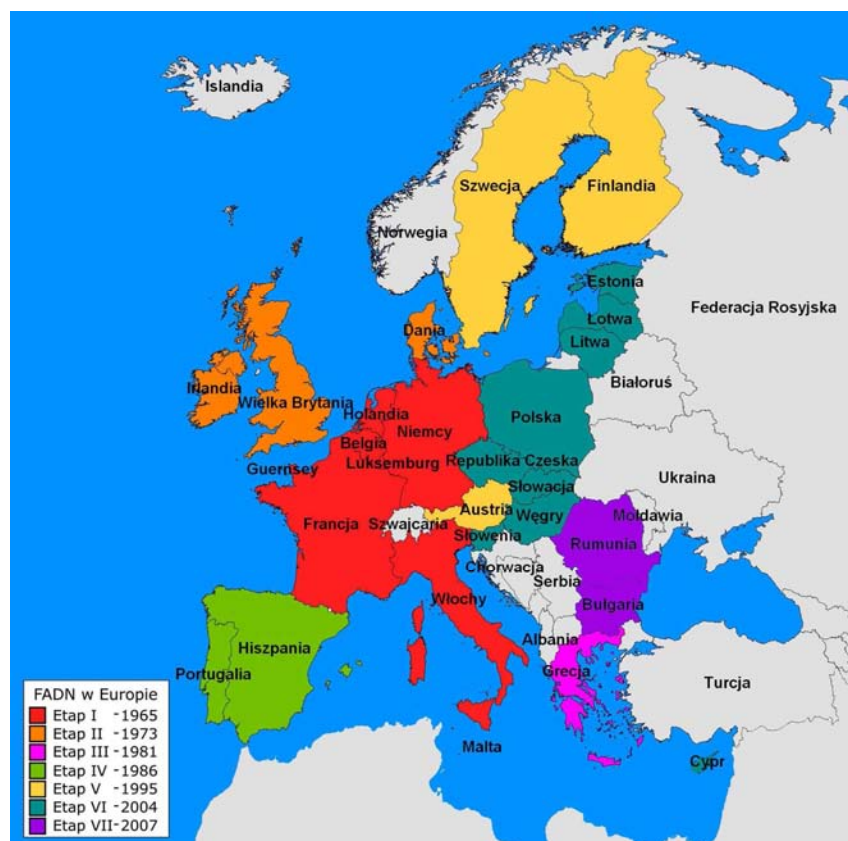 Islandia
Szwecja
Finlandia
Norwegia
Estonia
Federacja Rosyjska
Łotwa
Dania
Litwa
Irlandia
Białoruś
Wielka Brytania
Holandia
Polska
Niemcy
Belgia
Guernsey
Luksemburg
Republika Czeska
Ukraina
Słowacja
Austria
Węgry
Mołdawia
Francja
Szwajcaria
Słowenia
Rumunia
Chorwacja
Serbia
Włochy
Bułgaria
Albania
Hiszpania
Portugalia
Grecja
Turcja
Malta
Cypr
FADN w Europie
Etap I - 1965
Etap II - 1973
Etap III - 1981
Etap IV - 1986
Etap V - 1995
Etap VI - 2004
Etap VII - 2007